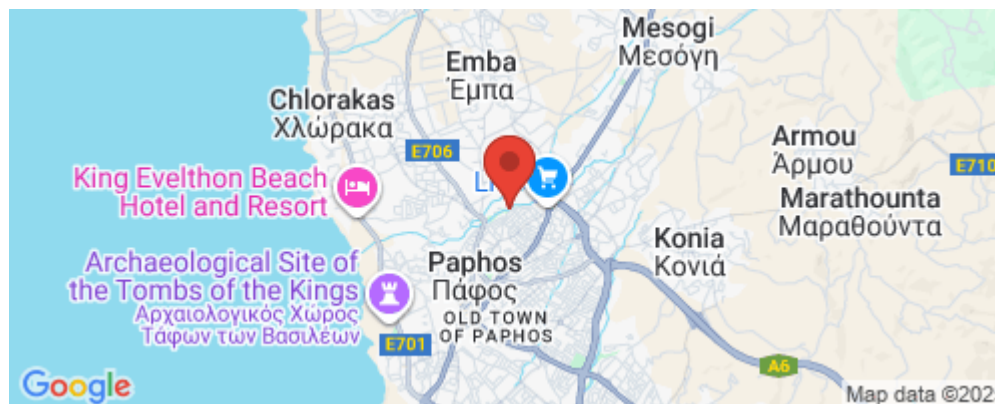 Mesogi
Μεσόγη
Emba
Έμπα
Chlorakas
Χλώρακα
E706
Armou
Άρμου
E710
King Evelthon Beach
Hotel and Resort
Marathounta
Μαραθούντα
Konia
Κονιά
Archaeological Site of
the Tombs of the Kings
Αρχαιολογικός Χώρος
Τάφων των Βασιλέων
Paphos
Πάφος
OLD TOWN
OF PAPHOS
E701
A6
Google
Map data ©202